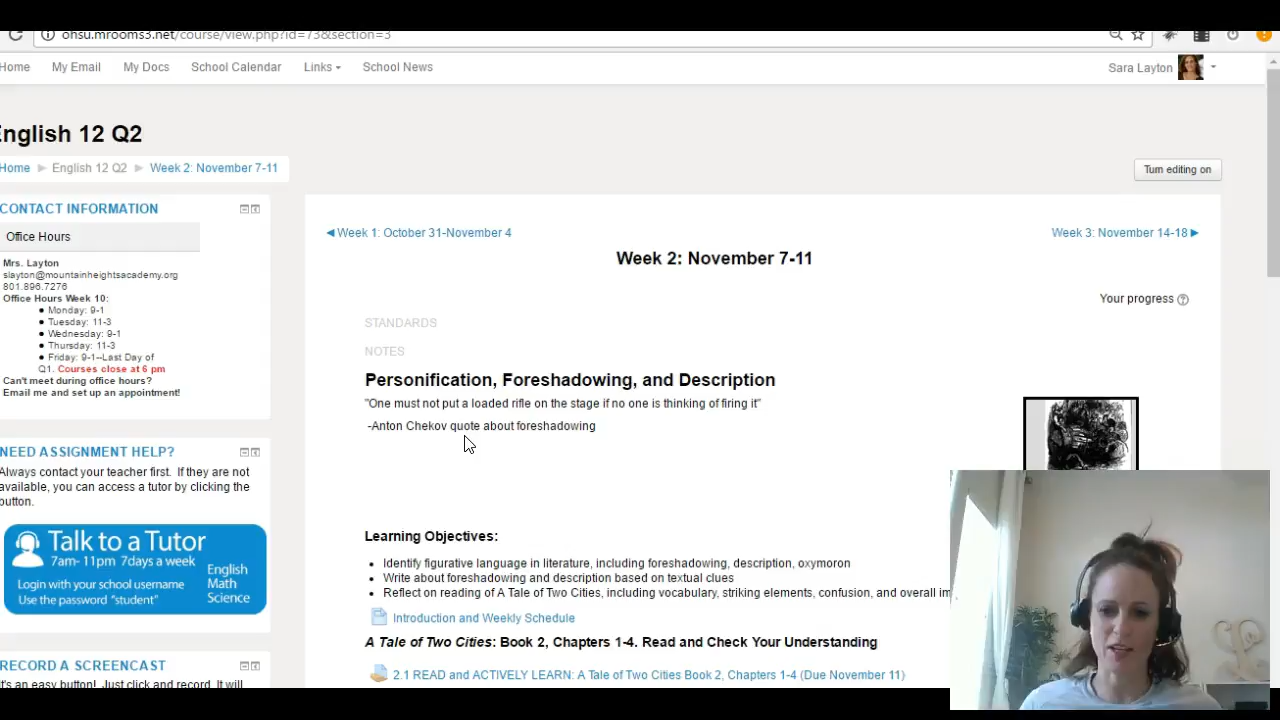 ohsu.mrooms3.net/course/view.php?id=73&section=3
Home My Email My Docs School Calendar Links School News Sara Layton
English 12 Q2
Home ▶ English 12 Q2 ▶ Week 2: November 7-11
Turn editing on
CONTACT INFORMATION
Office Hours
Mrs. Layton
slayton@mountainheightsacademy.org
801.896.7276
Office Hours Week 10:
Monday: 9-1
Tuesday: 11-3
Wednesday: 9-1
Thursday: 11-3
Friday: 9-1--Last Day of
Q1. Courses close at 6 pm
Can't meet during office hours?
Email me and set up an appointment!
NEED ASSIGNMENT HELP?
Always contact your teacher first. If they are not
available, you can access a tutor by clicking the
button.
Talk to a Tutor
7am- 11pm 7days a week
Login with your school username
Use the password "student"
English
Math
Science
RECORD A SCREENCAST
It's an easy button! Just click and record. It will
◀ Week 1: October 31-November 4
Week 3: November 14-18 ▶
Week 2: November 7-11
Your progress
STANDARDS
NOTES
Personification, Foreshadowing, and Description
"One must not put a loaded rifle on the stage if no one is thinking of firing it"
-Anton Chekov quote about foreshadowing
Learning Objectives:
Identify figurative language in literature, including foreshadowing, description, oxymoron
Write about foreshadowing and description based on textual clues
Reflect on reading of A Tale of Two Cities, including vocabulary, striking elements, confusion, and overall
Introduction and Weekly Schedule
A Tale of Two Cities: Book 2, Chapters 1-4. Read and Check Your Understanding
2.1 READ and ACTIVELY LEARN: A Tale of Two Cities Book 2, Chapters 1-4 (Due November 11)